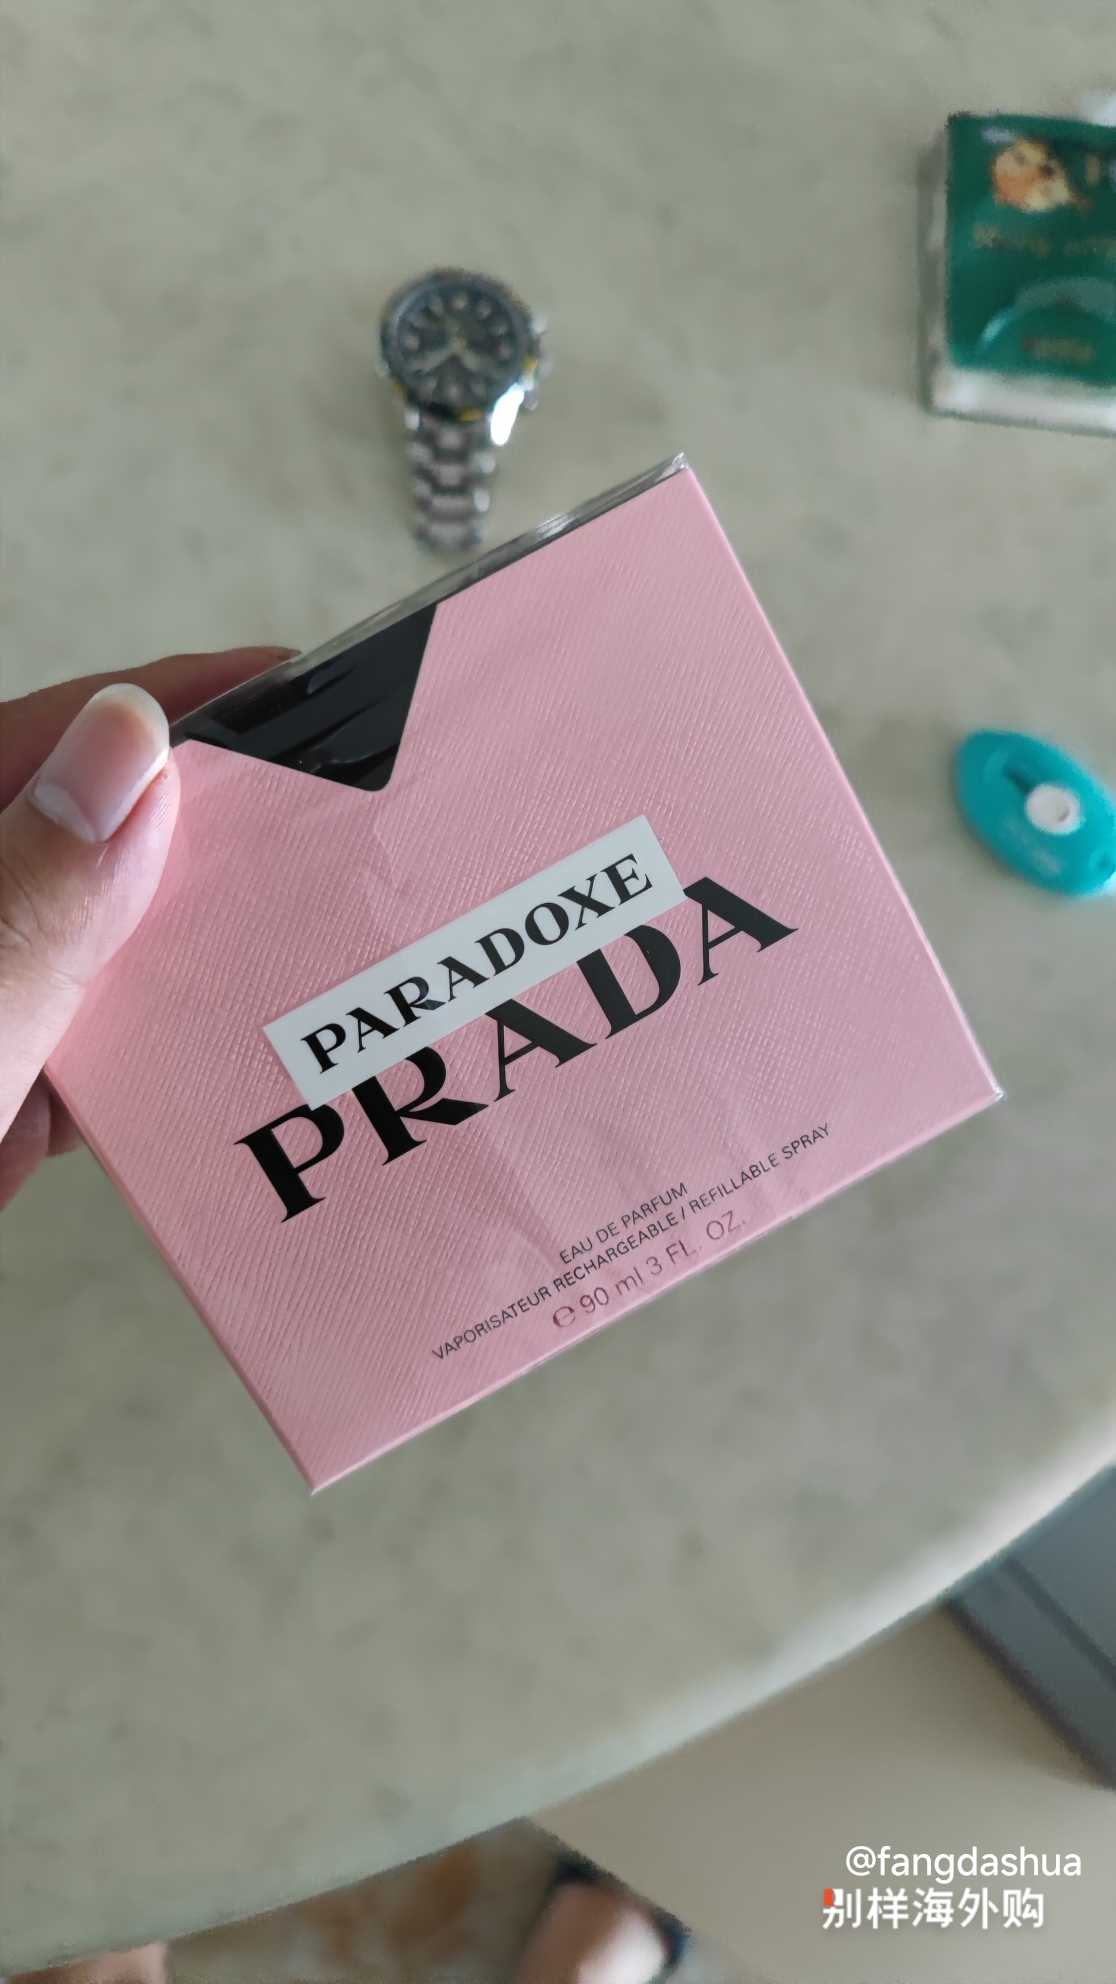 PARADOXE
PRADA
EAU DE PARFUM
VAPORISATEUR RECHARGEABLE / REFILLABLE SPRAY
℮ 90 ml 3 FL. OZ.
@fangdashua
别样海外购